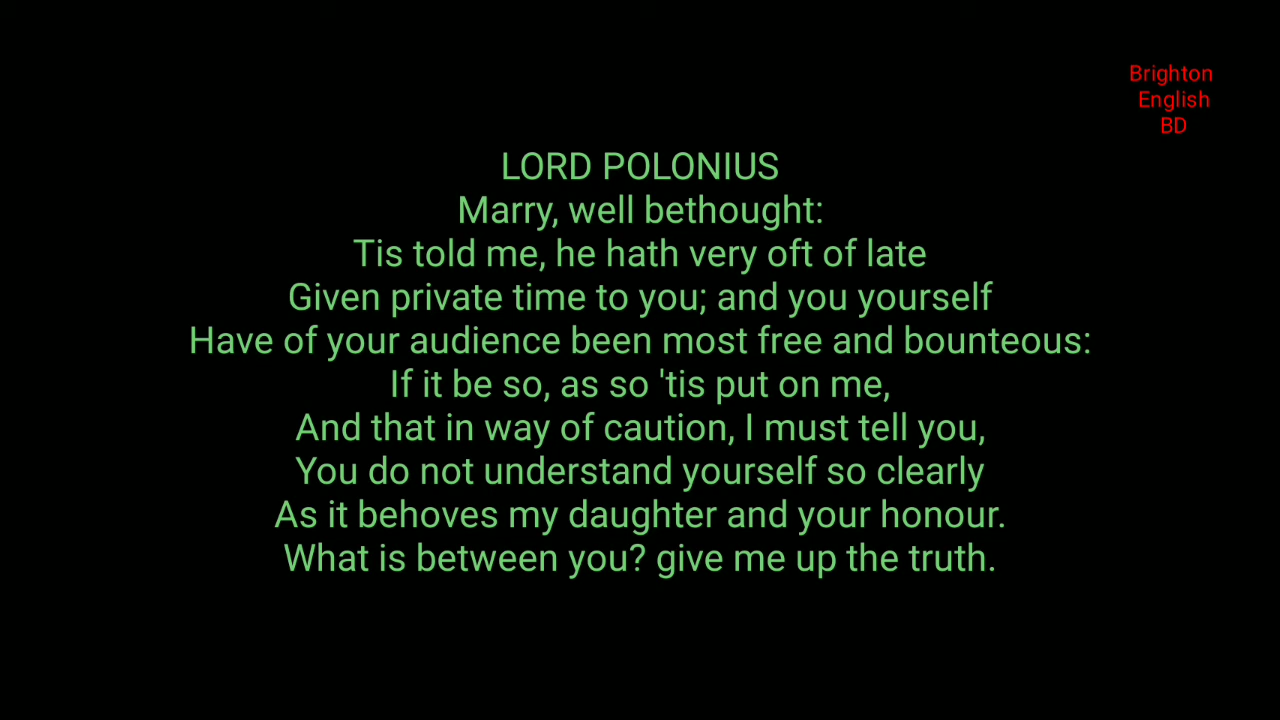 Brighton
English
BD
LORD POLONIUS
Marry, well bethought:
Tis told me, he hath very oft of late
Given private time to you; and you yourself
Have of your audience been most free and bounteous:
If it be so, as so 'tis put on me,
And that in way of caution, I must tell you,
You do not understand yourself so clearly
As it behoves my daughter and your honour.
What is between you? give me up the truth.